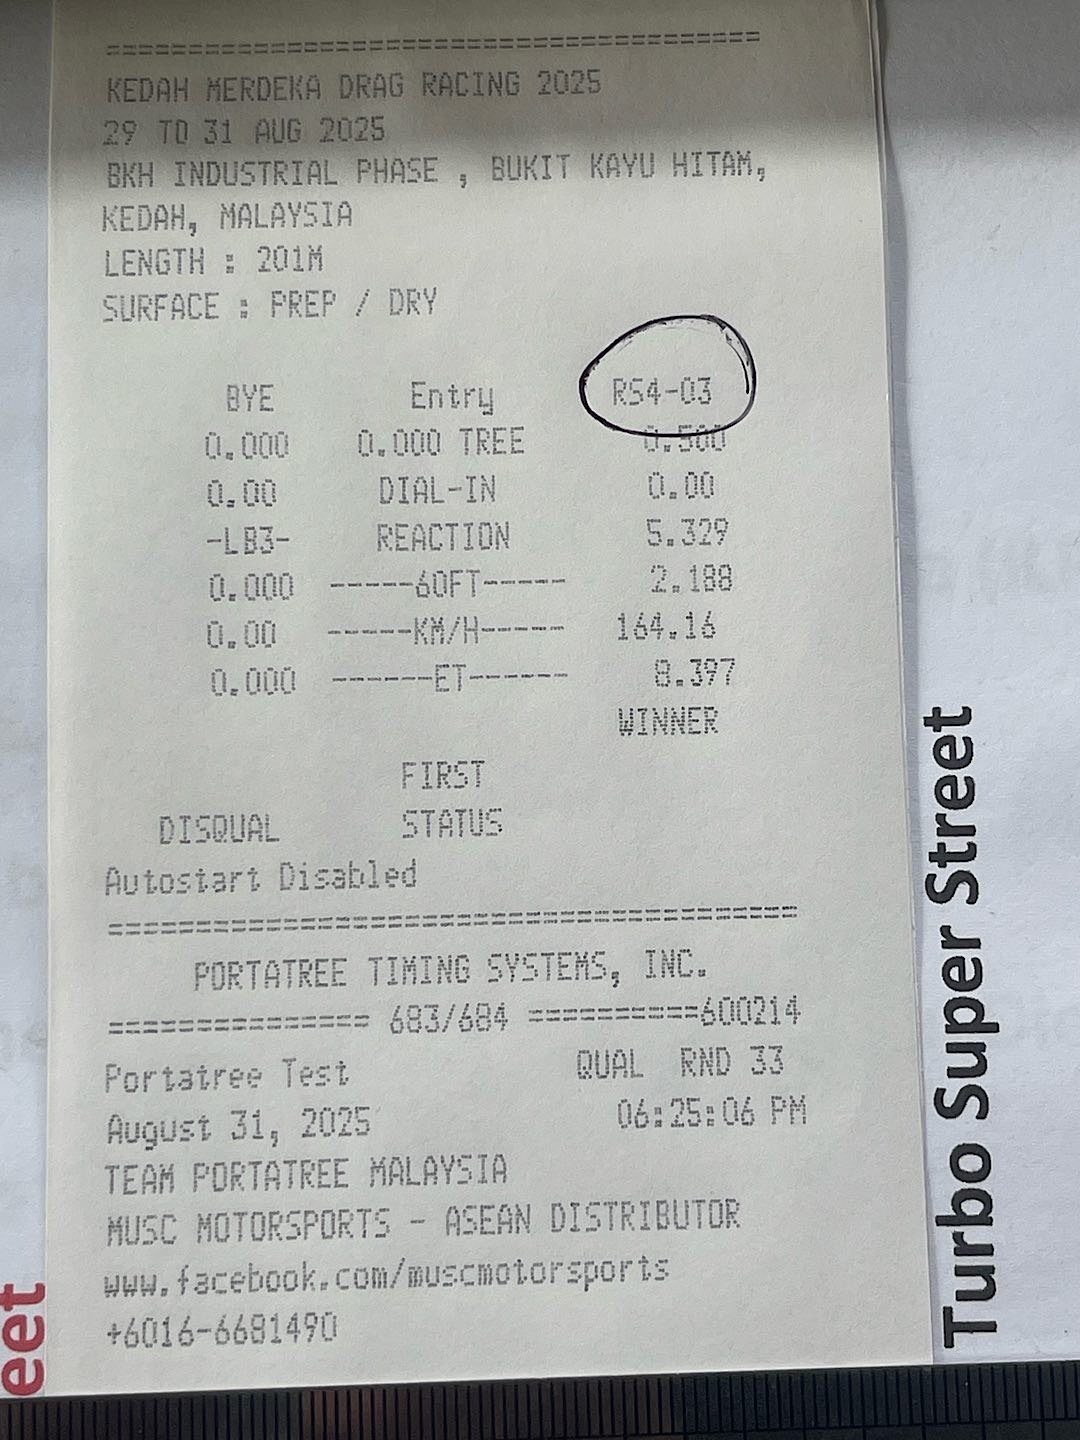 =======================================
KEDAH MERDEKA DRAG RACING 2025
29 TO 31 AUG 2025
BKH INDUSTRIAL PHASE , BUKIT KAYU HITAM,
KEDAH, MALAYSIA
LENGTH : 201M
SURFACE : PREP / DRY
BYE Entry RS4-03
0.000 0.000 TREE 0.500
0.00 DIAL-IN 0.00
-LB3- REACTION 5.329
0.000 -----60FT----- 2.188
0.00 -----KM/H----- 164.16
0.000 ------ET------ 8.397
WINNER
FIRST
DISQUAL STATUS
Autostart Disabled
=========================================
PORTATREE TIMING SYSTEMS, INC.
=============== 683/684 ==========600214
Portatree Test QUAL RND 33
August 31, 2025 06:25:06 PM
TEAM PORTATREE MALAYSIA
MUSC MOTORSPORTS - ASEAN DISTRIBUTOR
www.facebook.com/muscmotorsports
+6016-6681490
Turbo Super Street
eet